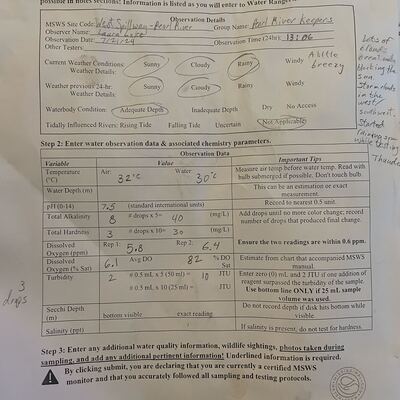 possible in notes sections! Information is listed as you will enter to Water Range
Observation Details
MSWS Site Code: West Spillway - Pearl River Group Name: Pearl River Keepers
Observer Name:
Observation Date: 7/21/24 Observation Time (24hr): 13:06
Other Testers:
Current Weather Conditions: Sunny Cloudy Rainy Windy A little breezy
Weather Details:
Weather previous 24-hr: Sunny Cloudy Rainy Windy
Weather Details:
Waterbody Condition: Adequate Depth Inadequate Depth Dry No Access
Tidally Influenced Rivers: Rising Tide Falling Tide Uncertain Not Applicable
Lots of
clouds
blocking the
sun.
Storm clouds
in the
west/
southwest.
Started
raining
while testing
Thunder
Step 2: Enter water observation data & associated chemistry parameters.
Observation Data
Variable Value Important Tips
Temperature (°C) Air: 32°C Water: 30°C Measure air temp before water temp. Read with bulb submerged if possible. Don't touch bulb.
Water Depth (m) This can be an estimation or exact measurement.
pH (0-14) 7.5 (standard international units) Record to nearest 0.5 unit.
Total Alkalinity 8 # drops x 5= 40 (mg/L) Add drops until no more color change; record number of drops that produced final change.
Total Hardness 3 # drops x 10= 30 (mg/L)
Dissolved Oxygen (ppm) Rep 1: 5.8 Rep 2: 6.4 Ensure the two readings are within 0.6 ppm.
Dissolved Oxygen (% Sat) 6.1 Avg DO 82 % DO Sat Estimate from chart that accompanied MSWS manual.
Turbidity 2 # 0.5 mL x 5 (50 ml) = 10 JTU Enter zero (0) mL and 2 JTU if one addition of reagent surpassed the turbidity of the sample.
# 0.5 mL x 10 (25 ml) = JTU Use bottom line ONLY if 25 mL sample volume was used.
3
drops
Secchi Depth (m) bottom visible exact reading Do not record depth if disk hits bottom while visible
Salinity (ppt) If salinity is present, do not test for hardness.
Step 3: Enter any additional water quality information, wildlife sightings, photos taken during
sampling, and add any additional pertinent information! Underlined information is required.
By clicking submit, you are declaring that you are currently a certified MSWS
monitor and that you accurately followed all sampling and testing protocols.